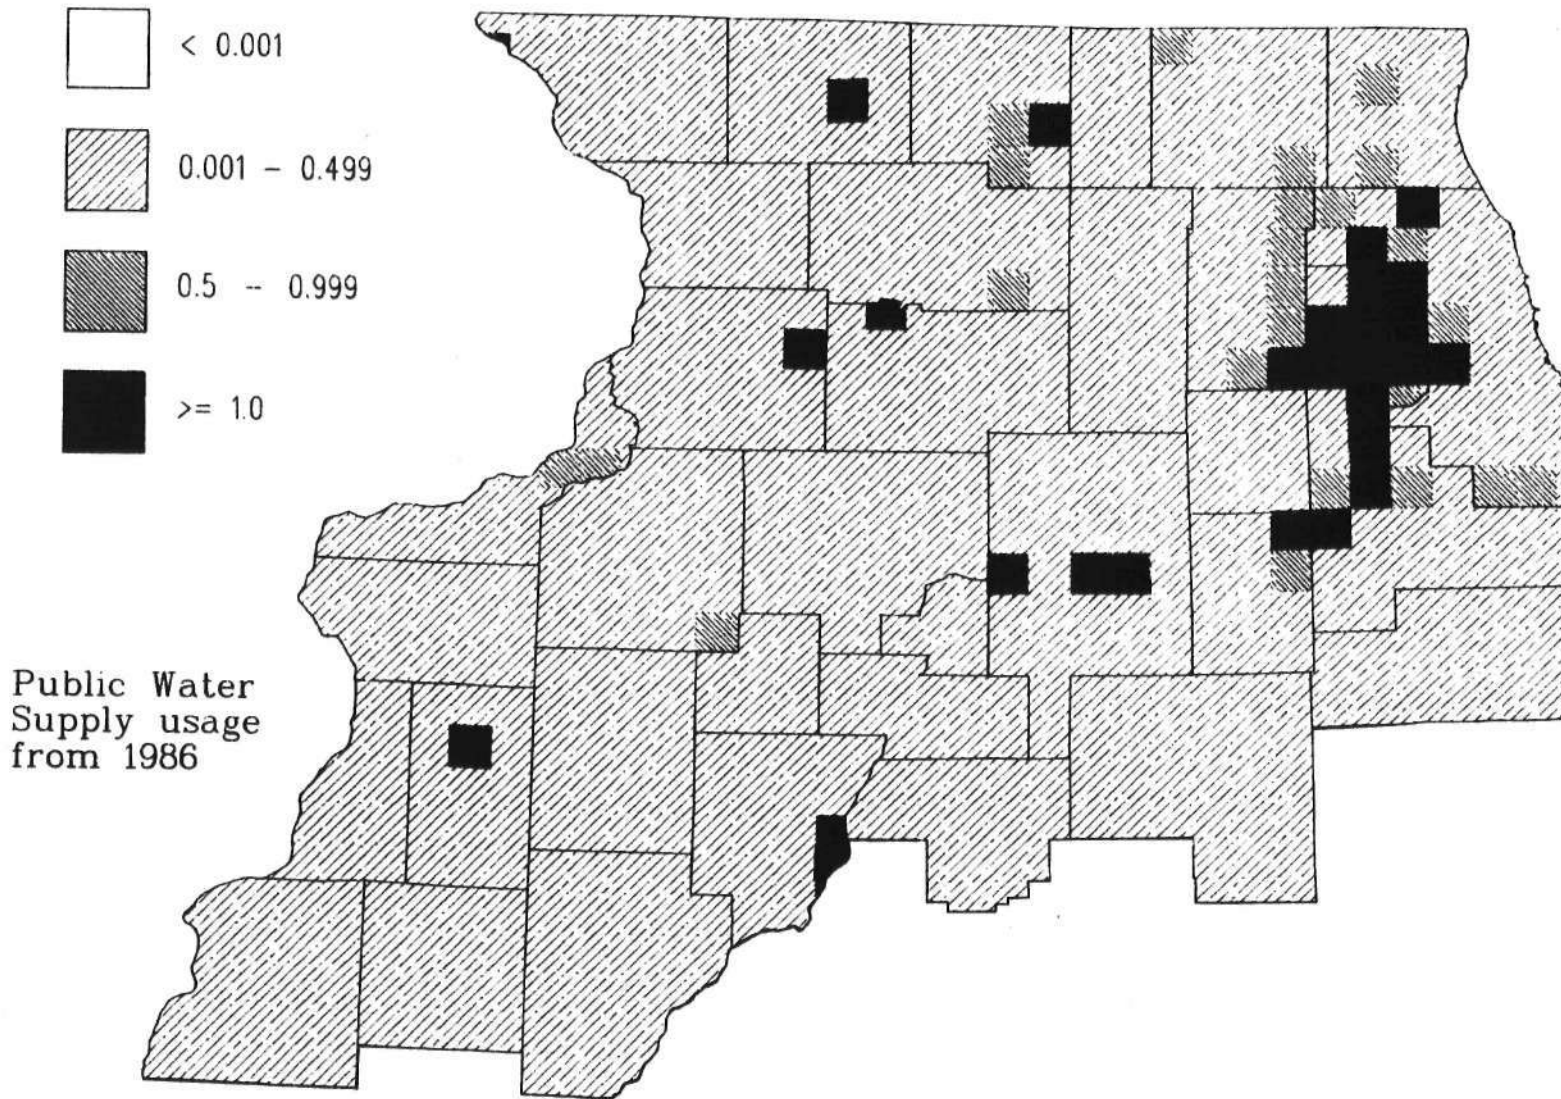 < 0.001
0.001 - 0.499
0.5 -- 0.999
>= 1.0
Public Water
Supply usage
from 1986